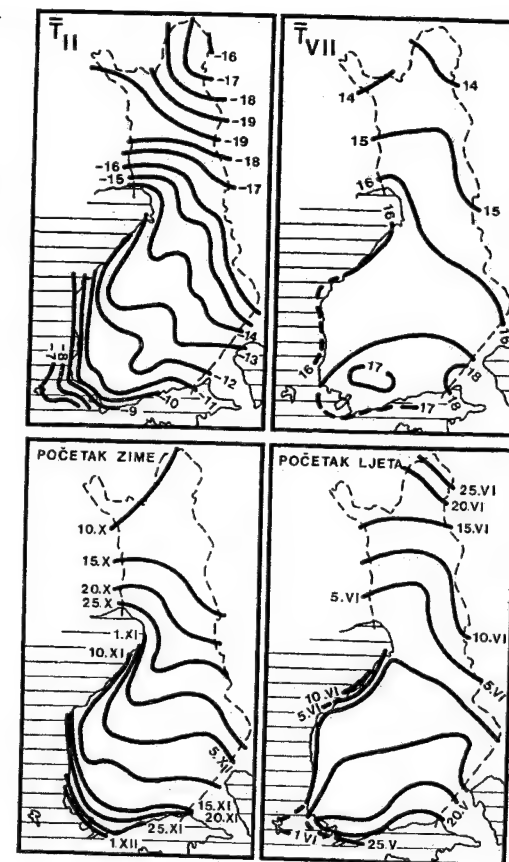 T̄II
-16
-17
-18
-19
-19
-18
-16
-15
-17
-14
-13
-12
-11
-10
-9
-8
-7
T̄VII
14
14
15
15
16
16
16
16
17
17
18
18
POČETAK ZIME
10.X
15.X
20.X
25.X
1.XI
10.XI
5.XII
15.XI
20.XI
25.XI
1.XII
POČETAK LJETA
25.VI
20.VI
15.VI
5.VI
10.VI
5.VI
10.VI
5.VI
20.V
1.VI
25.V